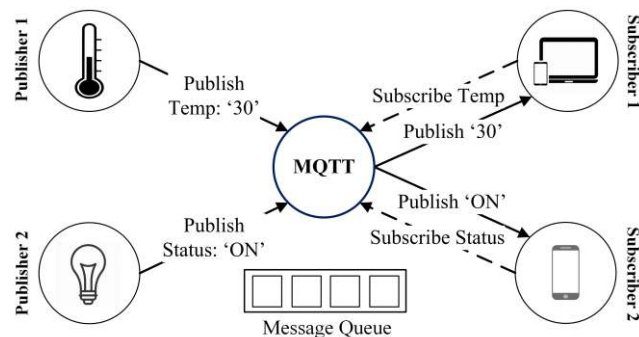 Publisher 1
Publish
Temp: ‘30’
Subscribe Temp
Publish ‘30’
Subscriber 1
MQTT
Publisher 2
Publish
Status: ‘ON’
Publish ‘ON’
Subscribe Status
Subscriber 2
Message Queue